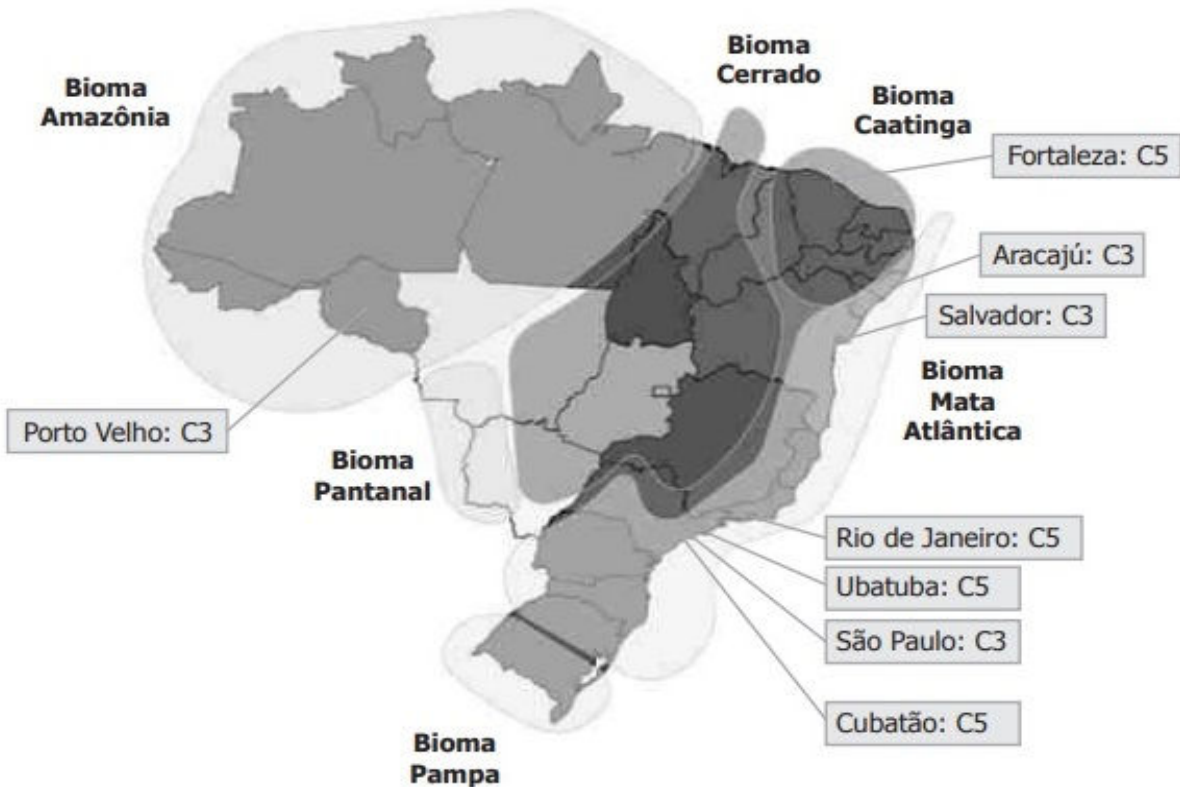 Bioma
Cerrado
Bioma
Amazônia
Bioma
Caatinga
Fortaleza: C5
Aracajú: C3
Salvador: C3
Bioma
Mata
Atlântica
Porto Velho: C3
Bioma
Pantanal
Rio de Janeiro: C5
Ubatuba: C5
São Paulo: C3
Cubatão: C5
Bioma
Pampa